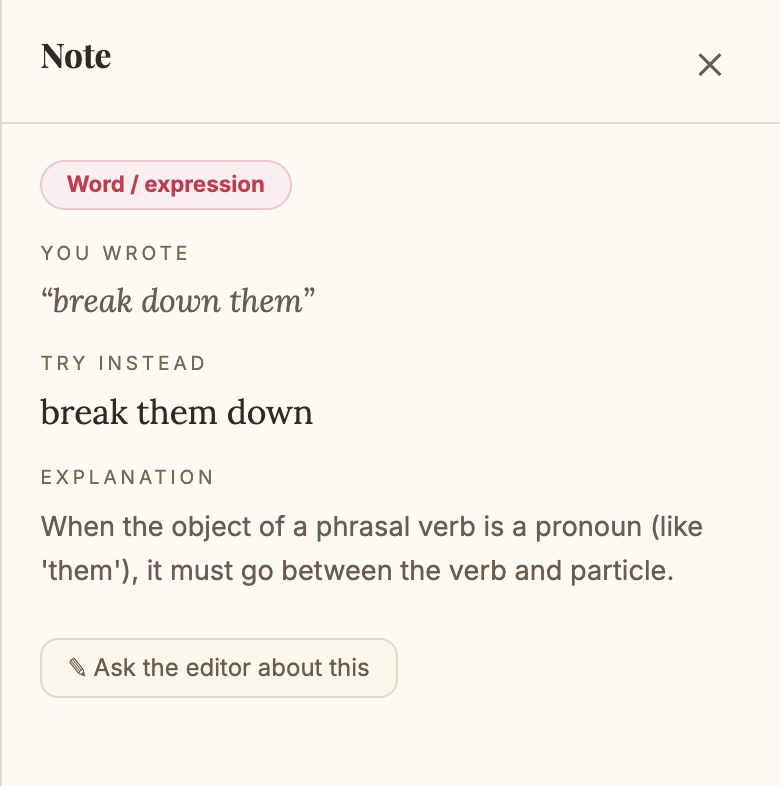 Note
Word / expression
YOU WROTE
“break down them”
TRY INSTEAD
break them down
EXPLANATION
When the object of a phrasal verb is a pronoun (like
'them'), it must go between the verb and particle.
✎ Ask the editor about this